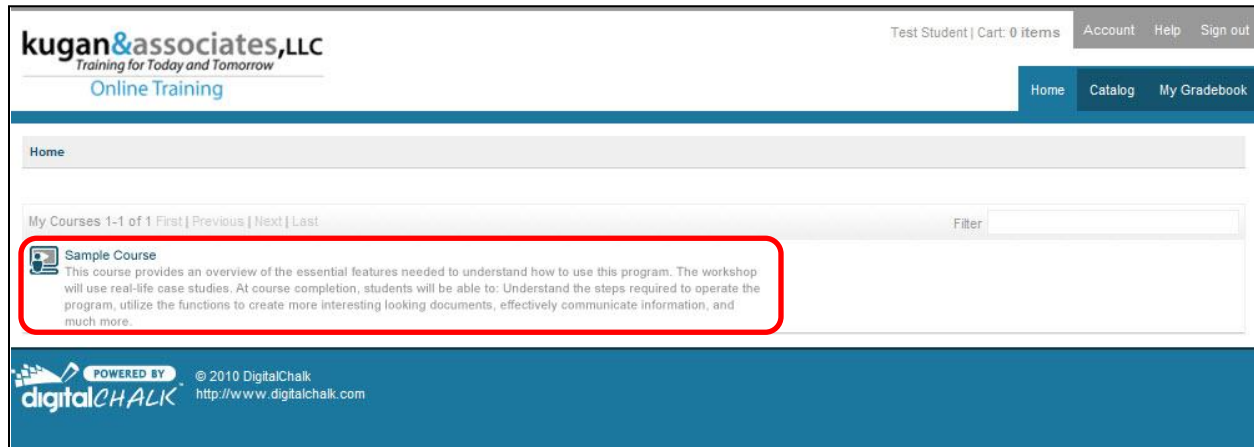 kugan&associates,LLC
Training for Today and Tomorrow
Online Training
Test Student | Cart: 0 items
Account Help Sign out
Home Catalog My Gradebook
Home
My Courses 1-1 of 1 First | Previous | Next | Last
Filter
Sample Course
This course provides an overview of the essential features needed to understand how to use this program. The workshop
will use real-life case studies. At course completion, students will be able to: Understand the steps required to operate the
program, utilize the functions to create more interesting looking documents, effectively communicate information, and
much more.
POWERED BY
digitalCHALK
© 2010 DigitalChalk
http://www.digitalchalk.com